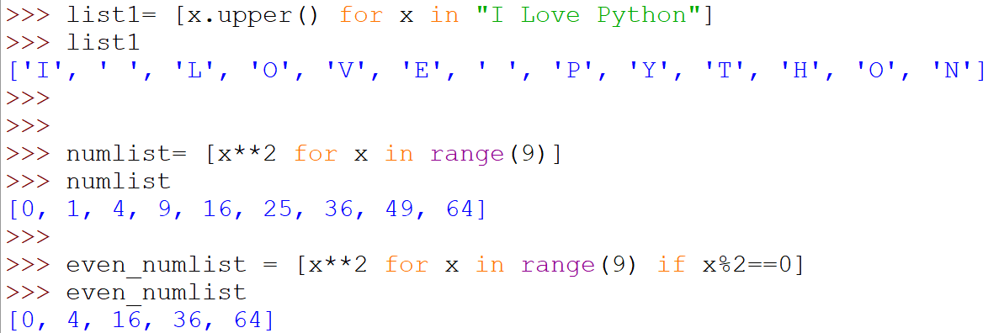 >>> list1= [x.upper() for x in "I Love Python"]
>>> list1
['I', ' ', 'L', 'O', 'V', 'E', ' ', 'P', 'Y', 'T', 'H', 'O', 'N']
>>>
>>>
>>> numlist= [x**2 for x in range(9)]
>>> numlist
[0, 1, 4, 9, 16, 25, 36, 49, 64]
>>>
>>> even_numlist = [x**2 for x in range(9) if x%2==0]
>>> even_numlist
[0, 4, 16, 36, 64]